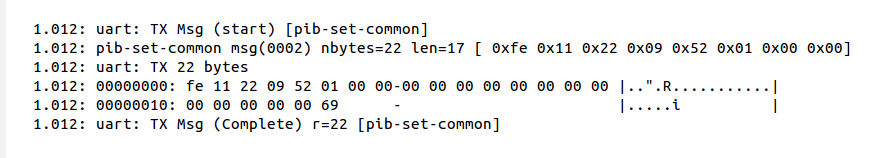 1.012: uart: TX Msg (start) [pib-set-common]
1.012: pib-set-common msg(0002) nbytes=22 len=17 [ 0xfe 0x11 0x22 0x09 0x52 0x01 0x00 0x00]
1.012: uart: TX 22 bytes
1.012: 00000000: fe 11 22 09 52 01 00 00-00 00 00 00 00 00 00 00 |..".R...........|
1.012: 00000010: 00 00 00 00 00 69       -                        |.....i          |
1.012: uart: TX Msg (Complete) r=22 [pib-set-common]